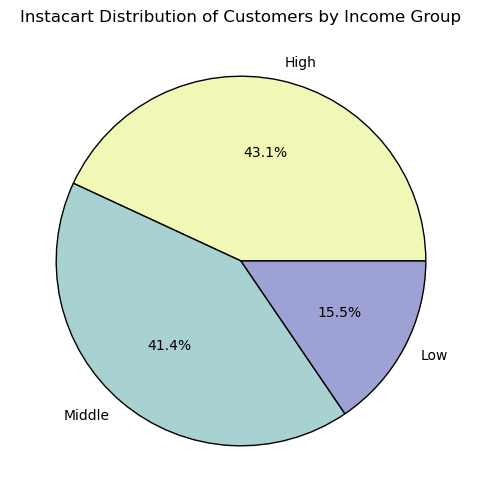 Instacart Distribution of Customers by Income Group
High
43.1%
15.5%
41.4%
Low
Middle